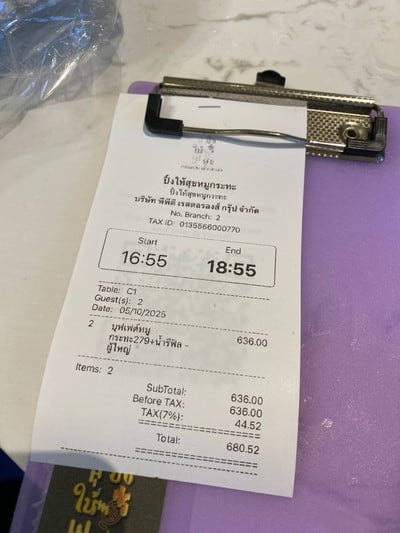 ปิ้งให้สุขหมูกระทะ
ปิ้งให้สุขหมูกระทะ
บริษัท พีพีดี เรสตอรองส์ กรุ๊ป จำกัด
No. Branch: 2
TAX ID: 0135566000770
Start End
16:55 18:55
Table: C1
Guest(s): 2
Date: 05/10/2025
2 บุฟเฟ่ต์หมู 636.00
กระทะ279+น้ำรีฟิล -
ผู้ใหญ่
Items: 2
SubTotal: 636.00
Before TAX: 636.00
TAX(7%): 44.52
Total: 680.52
ให้